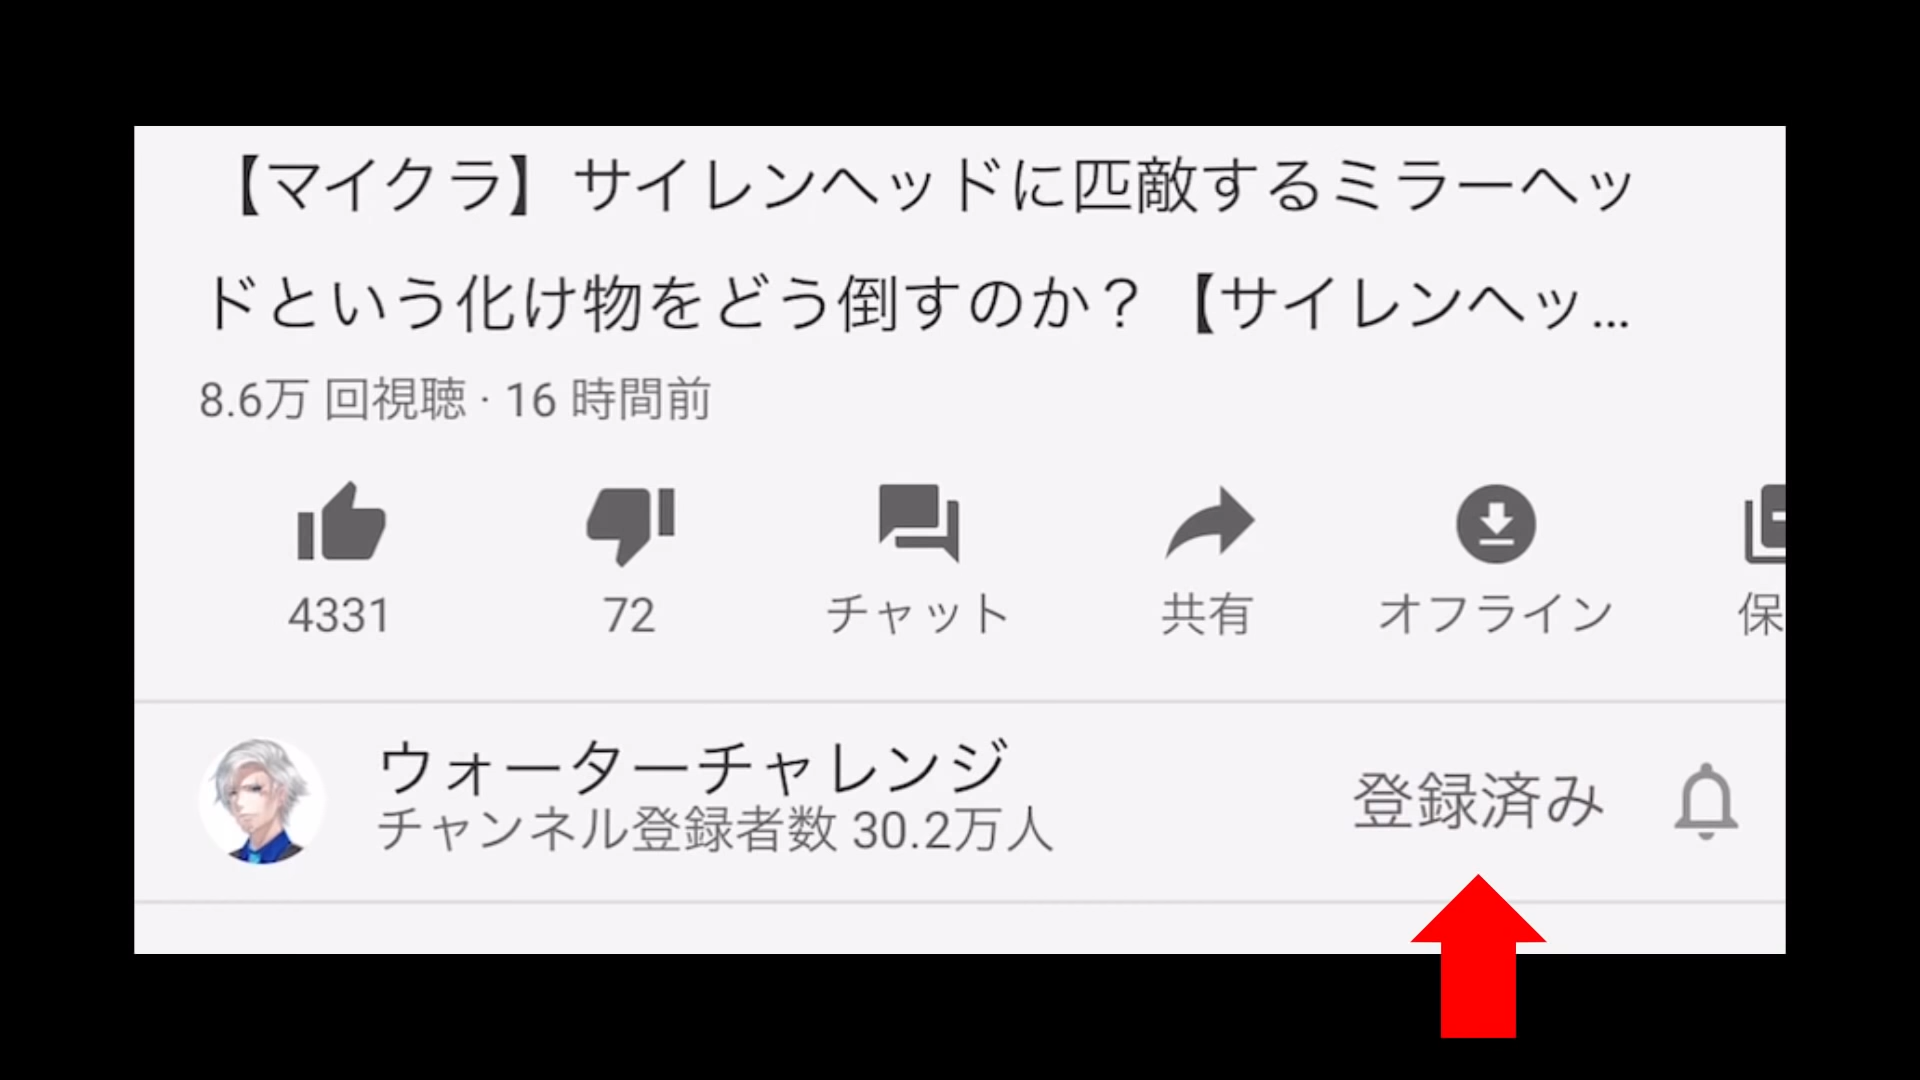 【マイクラ】サイレンヘッドに匹敵するミラーヘッ
ドという化け物をどう倒すのか？【サイレンヘッ...
8.6万 回視聴 · 16 時間前
4331 72 チャット 共有 オフライン 保
ウォーターチャレンジ
チャンネル登録者数 30.2万人
登録済み